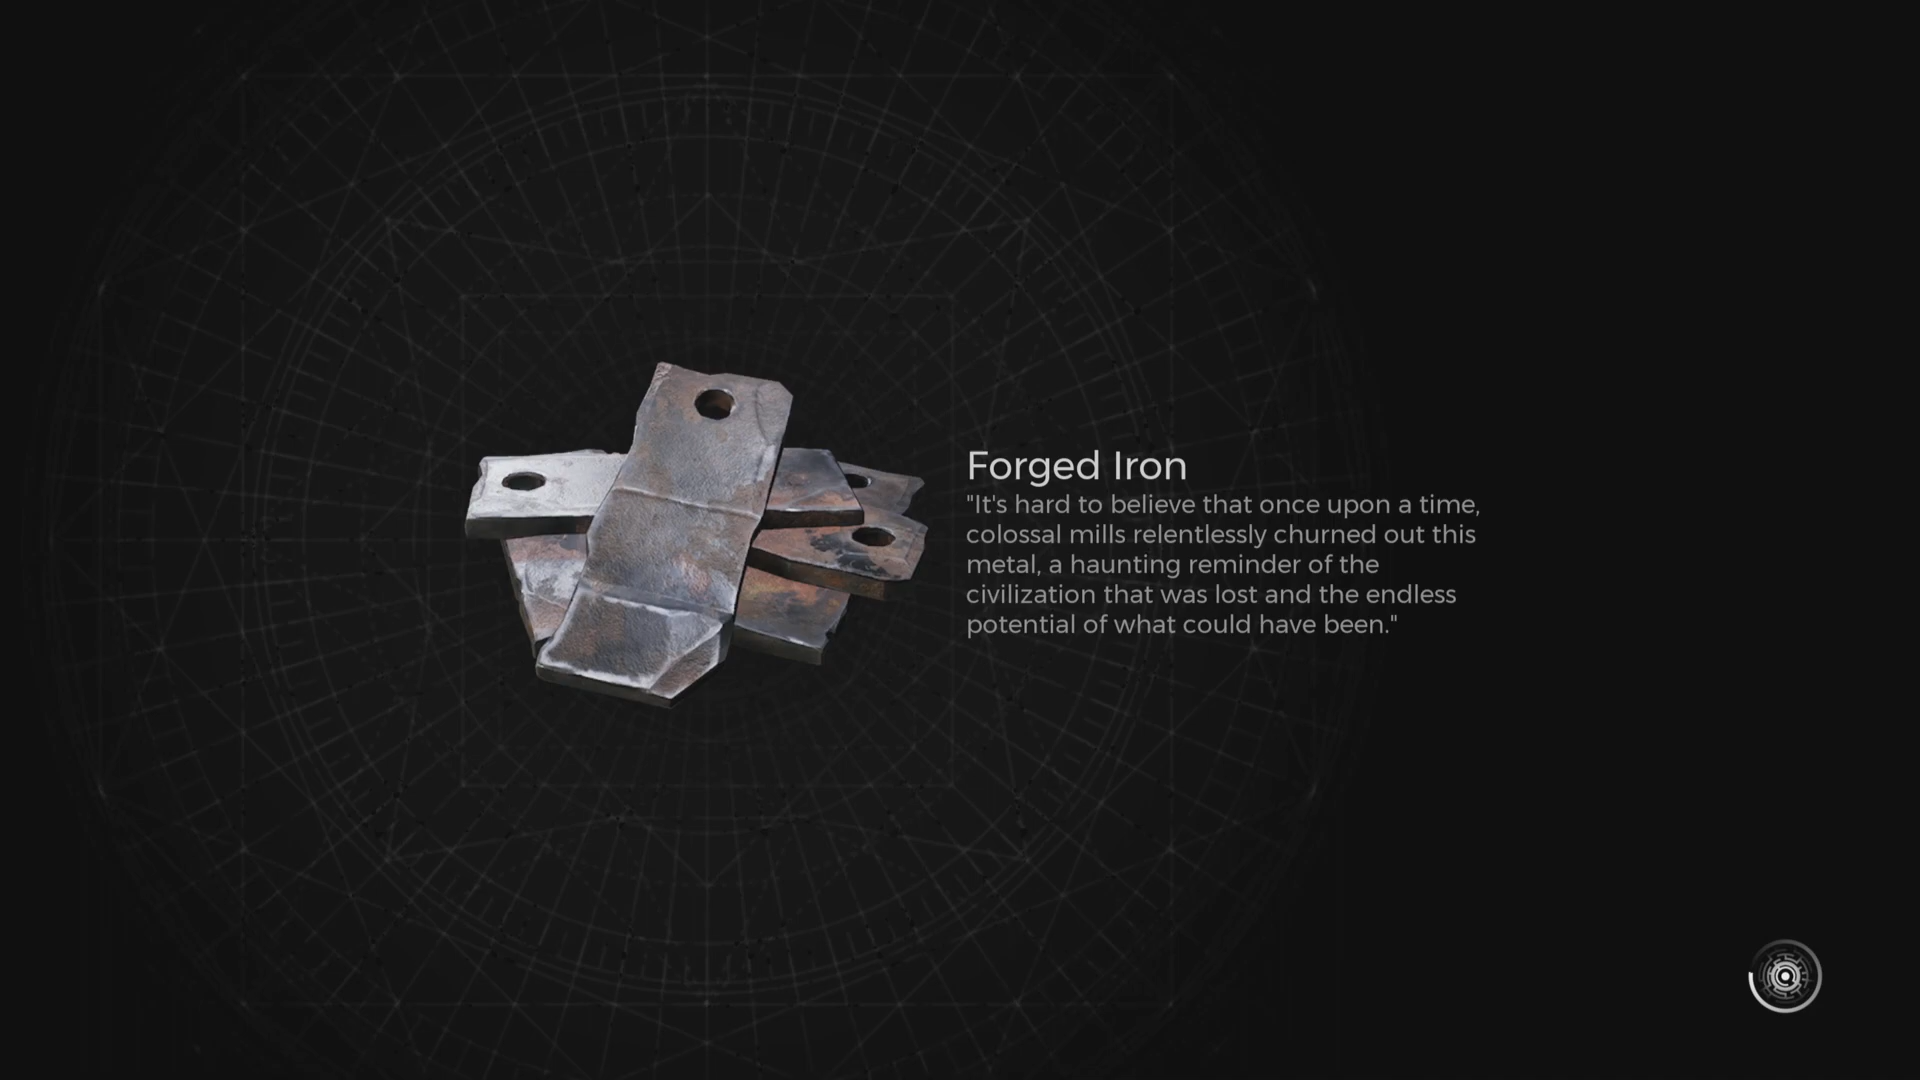 Forged Iron
"It's hard to believe that once upon a time,
colossal mills relentlessly churned out this
metal, a haunting reminder of the
civilization that was lost and the endless
potential of what could have been."